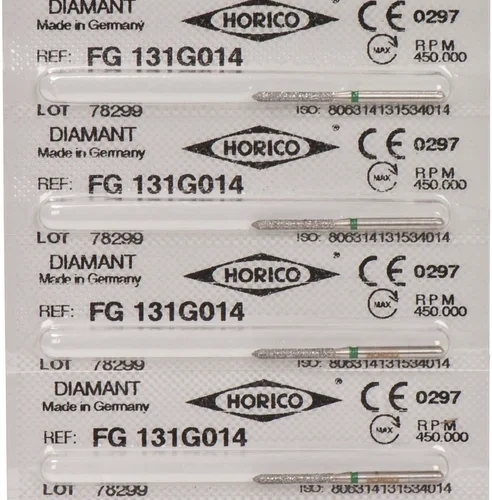 DIAMANT HORICO ® CE 0297
Made in Germany
REF: FG 131G014 MAX RPM 450.000
LOT 78299 ISO: 806314131534014
DIAMANT HORICO ® CE 0297
Made in Germany
REF: FG 131G014 MAX RPM 450.000
LOT 78299 ISO: 806314131534014
DIAMANT HORICO ® CE 0297
Made in Germany
REF: FG 131G014 MAX RPM 450.000
LOT 78299 ISO: 806314131534014
DIAMANT HORICO ® CE 0297
Made in Germany
REF: FG 131G014 MAX RPM 450.000
LOT 78299 ISO: 806314131534014